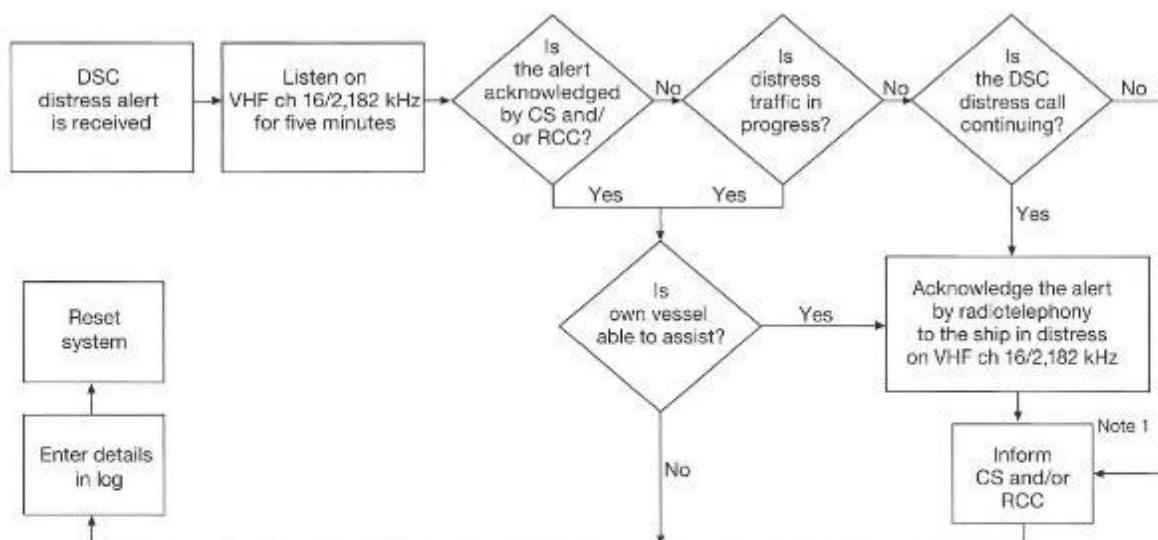 DSC
distress alert
is received
Listen on
VHF ch 16/2,182 kHz
for five minutes
Is
the alert
acknowledged
by CS and/
or RCC?
No
Is
distress
traffic in
progress?
No
Is
the DSC
distress call
continuing?
No
Yes
Yes
Yes
Is
own vessel
able to assist?
Yes
Acknowledge the alert
by radiotelephony
to the ship in distress
on VHF ch 16/2,182 kHz
Reset
system
Note 1
Enter details
in log
No
Inform
CS and/or
RCC